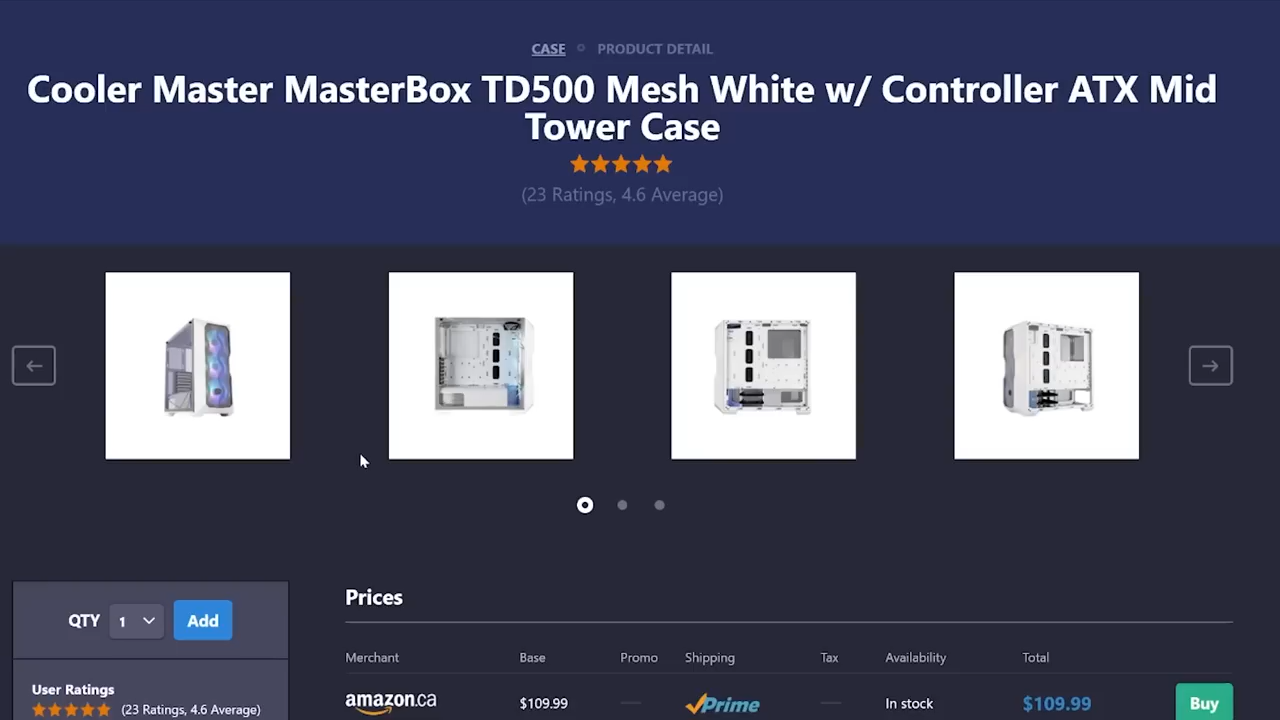 CASE PRODUCT DETAIL
Cooler Master MasterBox TD500 Mesh White w/ Controller ATX Mid
Tower Case
(23 Ratings, 4.6 Average)
QTY 1 Add
User Ratings
(23 Ratings, 4.6 Average)
Prices
Merchant Base Promo Shipping Tax Availability Total
amazon.ca $109.99 — Prime — In stock $109.99 Buy